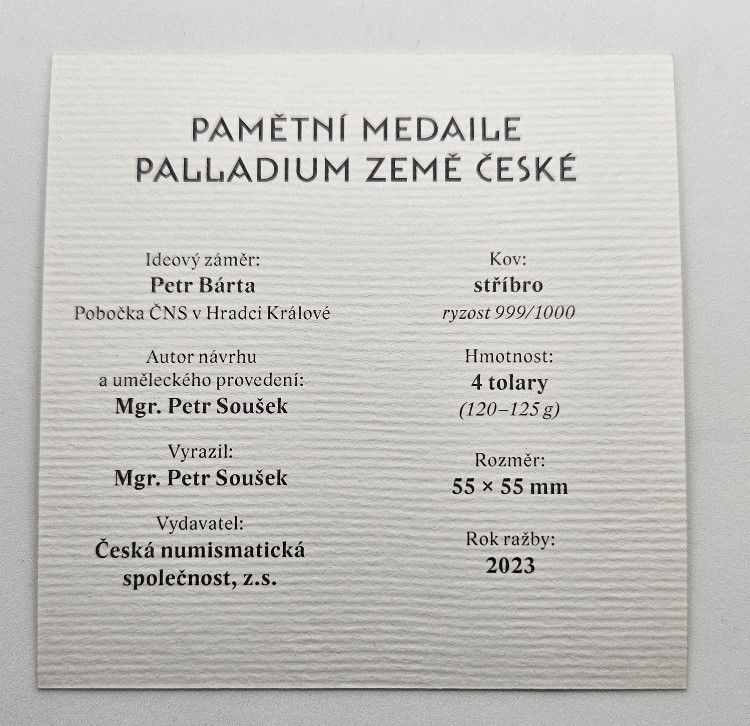 PAMĚTNÍ MEDAILE
PALLADIUM ZEMĚ ČESKÉ
Ideový záměr:
Petr Bárta
Pobočka ČNS v Hradci Králové
Autor návrhu
a uměleckého provedení:
Mgr. Petr Soušek
Vyrazil:
Mgr. Petr Soušek
Vydavatel:
Česká numismatická
společnost, z.s.
Kov:
stříbro
ryzost 999/1000
Hmotnost:
4 tolary
(120–125 g)
Rozměr:
55 × 55 mm
Rok ražby:
2023